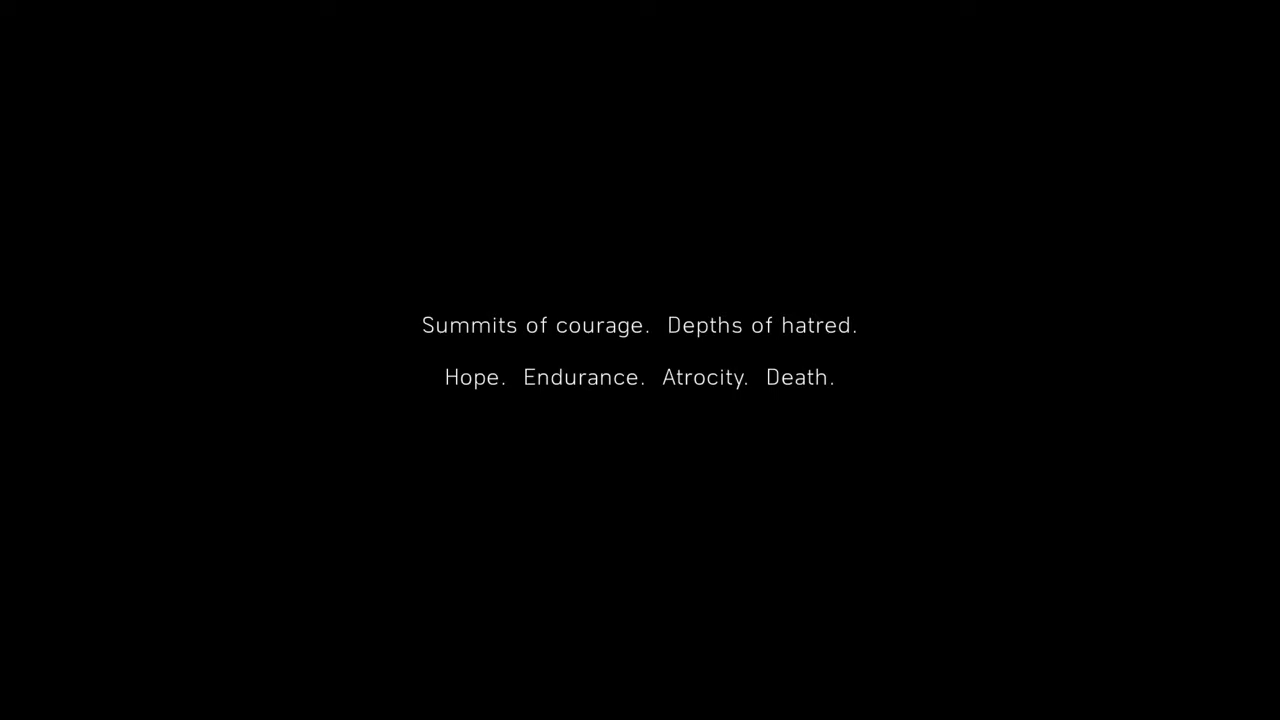 Summits of courage. Depths of hatred.
Hope. Endurance. Atrocity. Death.